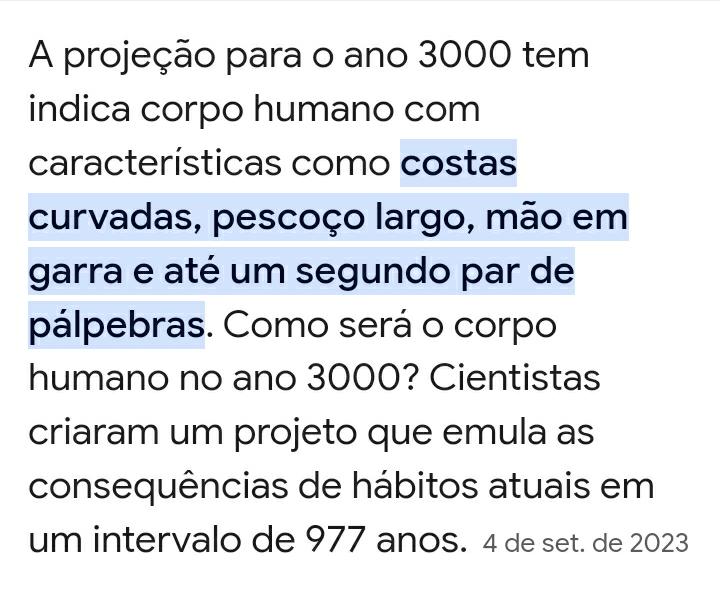 A projeção para o ano 3000 tem
indica corpo humano com
características como costas
curvadas, pescoço largo, mão em
garra e até um segundo par de
pálpebras. Como será o corpo
humano no ano 3000? Cientistas
criaram um projeto que emula as
consequências de hábitos atuais em
um intervalo de 977 anos. 4 de set. de 2023